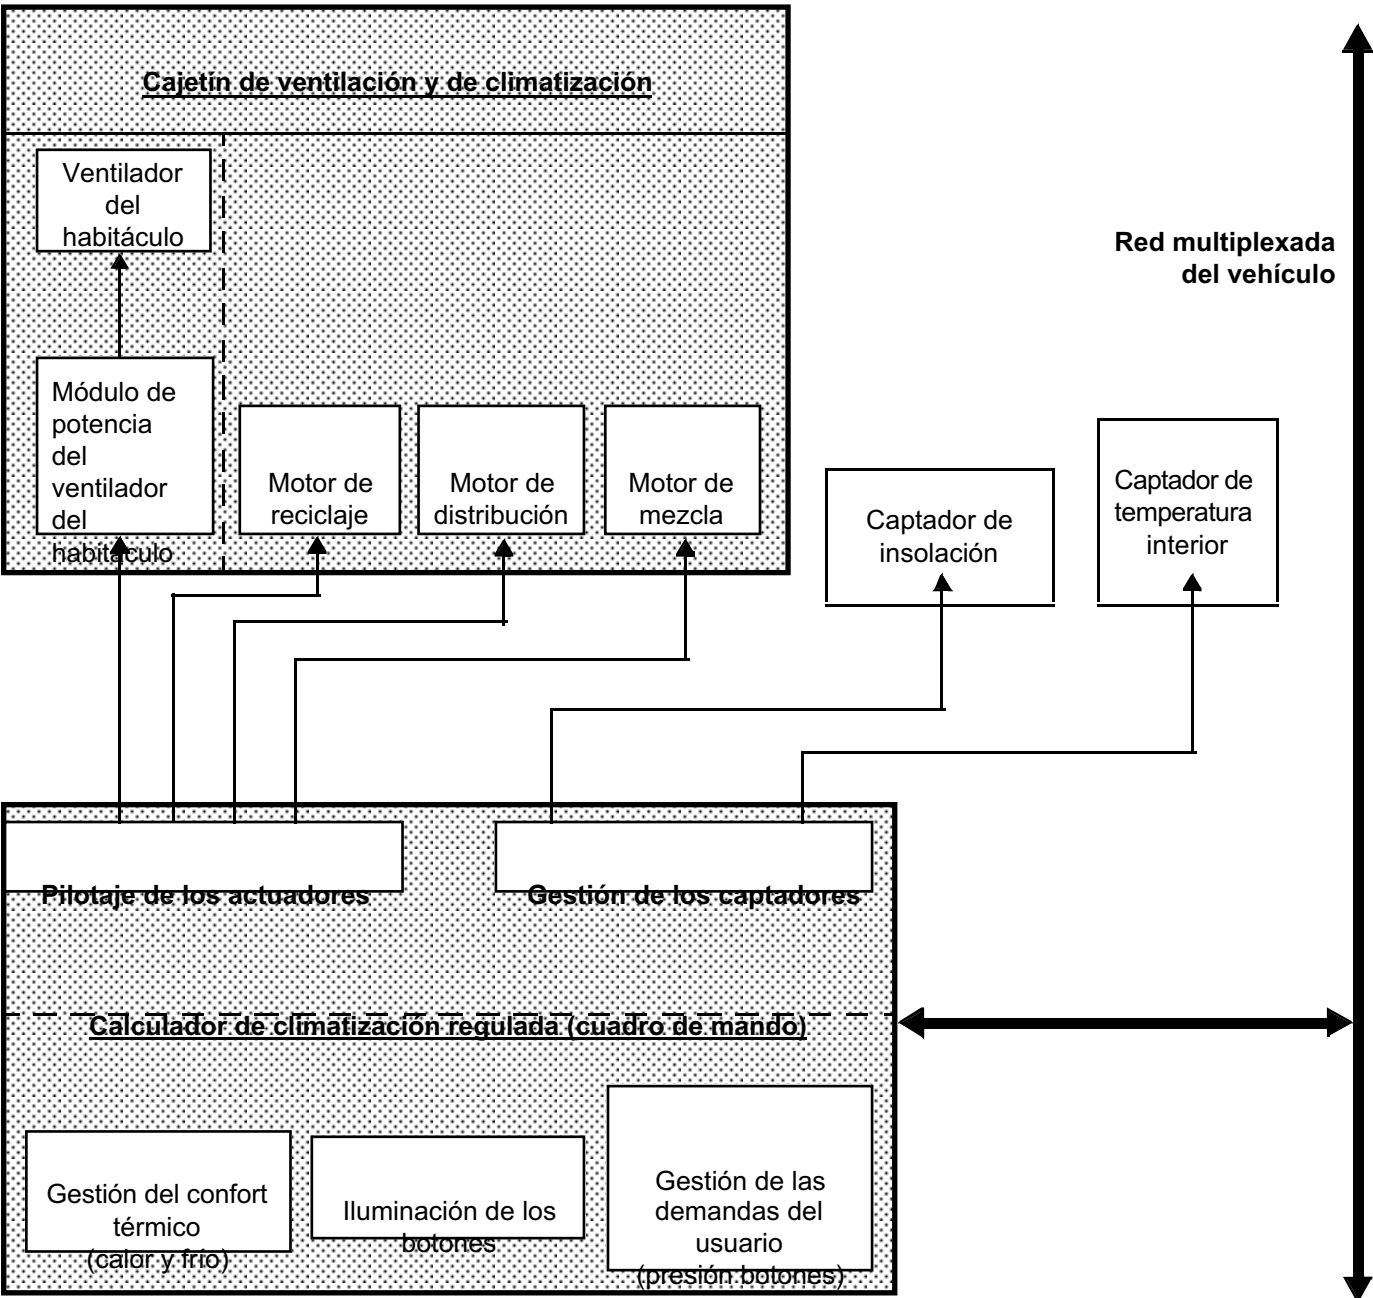 Cajetín de ventilación y de climatización
Ventilador
del
habitáculo
Red multiplexada
del vehículo
Módulo de
potencia
del
ventilador
del
habitáculo
Motor de
reciclaje
Motor de
distribución
Motor de
mezcla
Captador de
insolación
Captador de
temperatura
interior
Pilotaje de los actuadores
Gestión de los captadores
Calculador de climatización regulada (cuadro de mando)
Gestión del confort
térmico
(calor y frío)
Iluminación de los
botones
Gestión de las
demandas del
usuario
(presión botones)